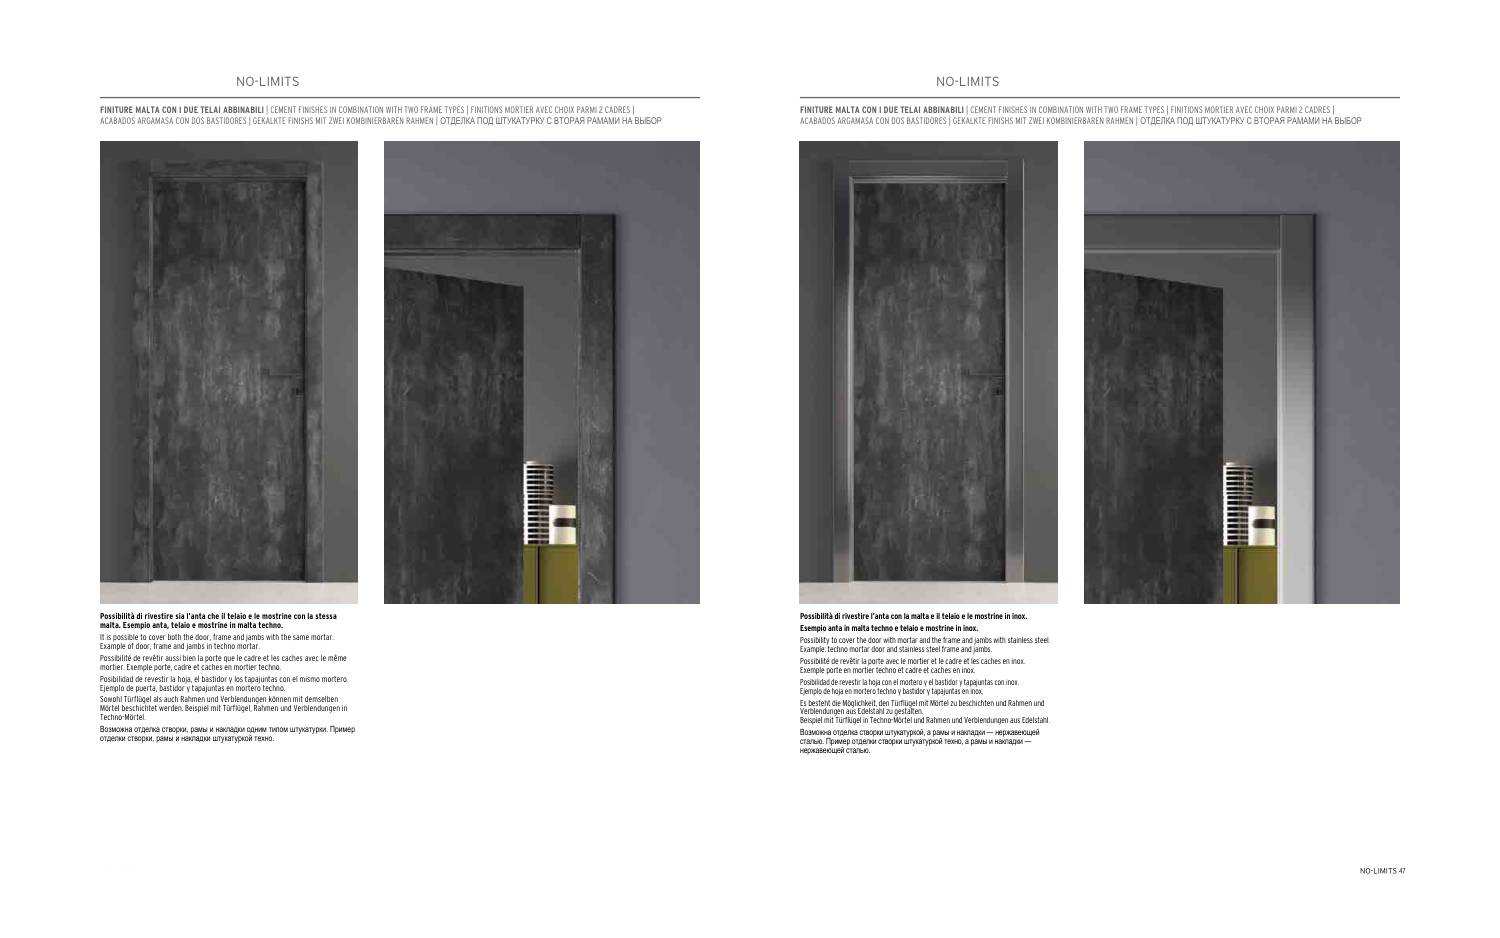 NO-LIMITS
FINITURE MALTA CON I DUE TELAI ABBINABILI | CEMENT FINISHES IN COMBINATION WITH TWO FRAME TYPES | FINITIONS MORTIER AVEC CHOIX PARMI 2 CADRES |
ACABADOS ARGAMASA CON DOS BASTIDORES | GEKALKTE FINISHS MIT ZWEI KOMBINIERBAREN RAHMEN | ОТДЕЛКА ПОД ШТУКАТУРКУ С ВТОРАЯ РАМАМИ НА ВЫБОР
Possibilità di rivestire sia l'anta che il telaio e le mostrine con la stessa
malta. Esempio anta, telaio e mostrine in malta techno.
It is possible to cover both the door, frame and jambs with the same mortar.
Example of door, frame and jambs in techno mortar.
Possibilité de revêtir aussi bien la porte que le cadre et les caches avec le même
mortier. Exemple porte, cadre et caches en mortier techno.
Posibilidad de revestir la hoja, el bastidor y los tapajuntas con el mismo mortero.
Ejemplo de puerta, bastidor y tapajuntas en mortero techno.
Sowohl Türflügel als auch Rahmen und Verblendungen können mit demselben
Mörtel beschichtet werden. Beispiel mit Türflügel, Rahmen und Verblendungen in
Techno-Mörtel.
Возможна отделка створки, рамы и накладки одним типом штукатурки. Пример
отделки створки, рамы и накладки штукатуркой техно.
NO-LIMITS
FINITURE MALTA CON I DUE TELAI ABBINABILI | CEMENT FINISHES IN COMBINATION WITH TWO FRAME TYPES | FINITIONS MORTIER AVEC CHOIX PARMI 2 CADRES |
ACABADOS ARGAMASA CON DOS BASTIDORES | GEKALKTE FINISHS MIT ZWEI KOMBINIERBAREN RAHMEN | ОТДЕЛКА ПОД ШТУКАТУРКУ С ВТОРАЯ РАМАМИ НА ВЫБОР
Possibilità di rivestire l'anta con la malta e il telaio e le mostrine in inox.
Esempio anta in malta techno e telaio e mostrine in inox.
Possibility to cover the door with mortar and the frame and jambs with stainless steel.
Example: techno mortar door and stainless steel frame and jambs.
Possibilité de revêtir la porte avec le mortier et le cadre et les caches en inox.
Exemple porte en mortier techno et cadre et caches en inox.
Posibilidad de revestir la hoja con el mortero y el bastidor y tapajuntas con inox.
Ejemplo de hoja en mortero techno y bastidor y tapajuntas en inox.
Es besteht die Möglichkeit, den Türflügel mit Mörtel zu beschichten und Rahmen und
Verblendungen aus Edelstahl zu gestalten.
Beispiel mit Türflügel in Techno-Mörtel und Rahmen und Verblendungen aus Edelstahl.
Возможна отделка створки штукатуркой, а рамы и накладки — нержавеющей
сталью. Пример отделки створки штукатуркой техно, а рамы и накладки —
нержавеющей сталью.
NO-LIMITS 47